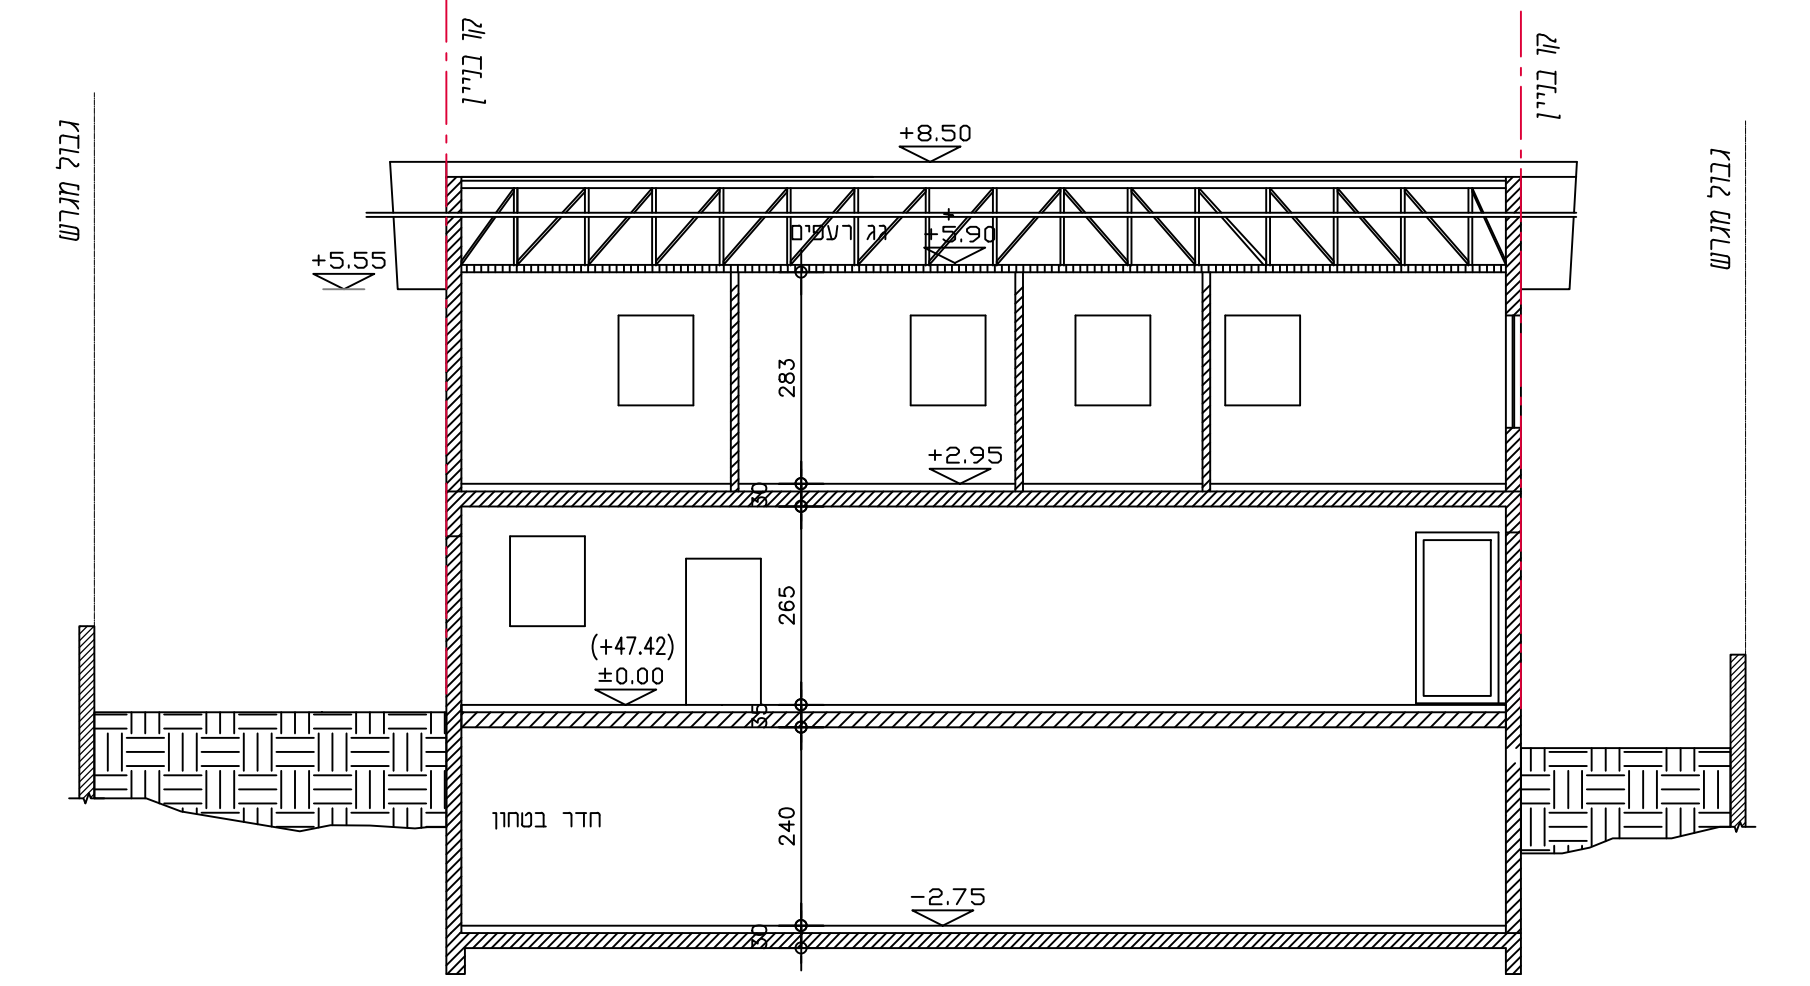 קו בניין
קו בניין
גבול מגרש
גבול מגרש
+8.50
גג רעפים
+5.90
+5.55
283
+2.95
30
265
(+47.42)
±0.00
35
חדר בטחון
240
-2.75
30